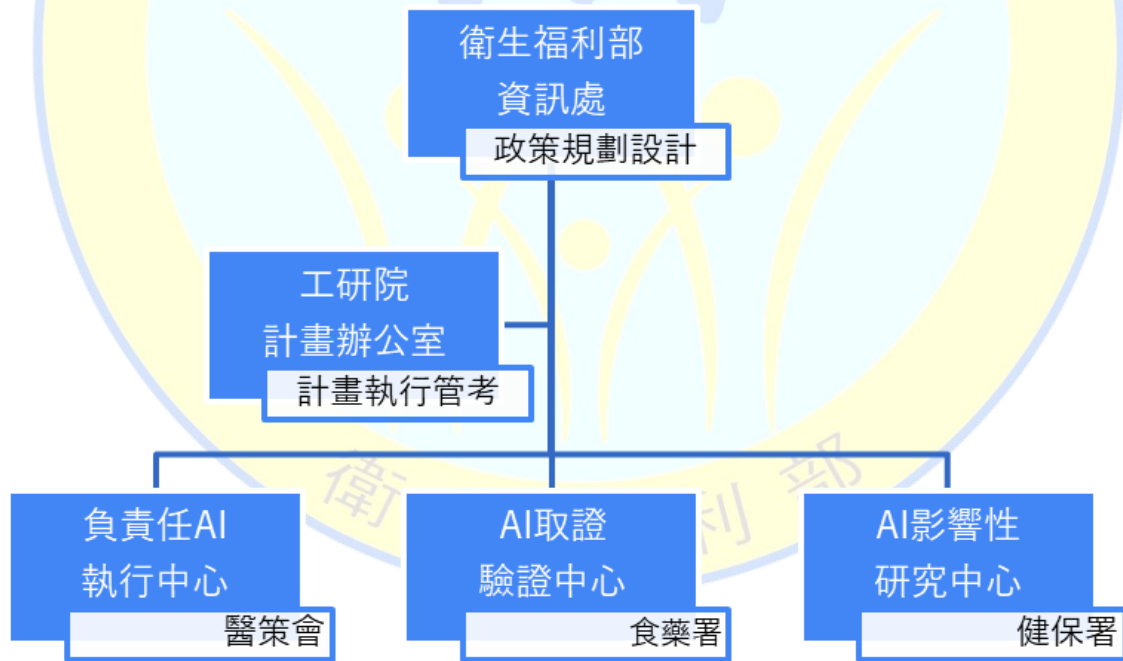 衛生福利部
資訊處
政策規劃設計
工研院
計畫辦公室
計畫執行管考
負責任AI
執行中心
醫策會
AI取證
驗證中心
食藥署
AI影響性
研究中心
健保署
衛 利 部